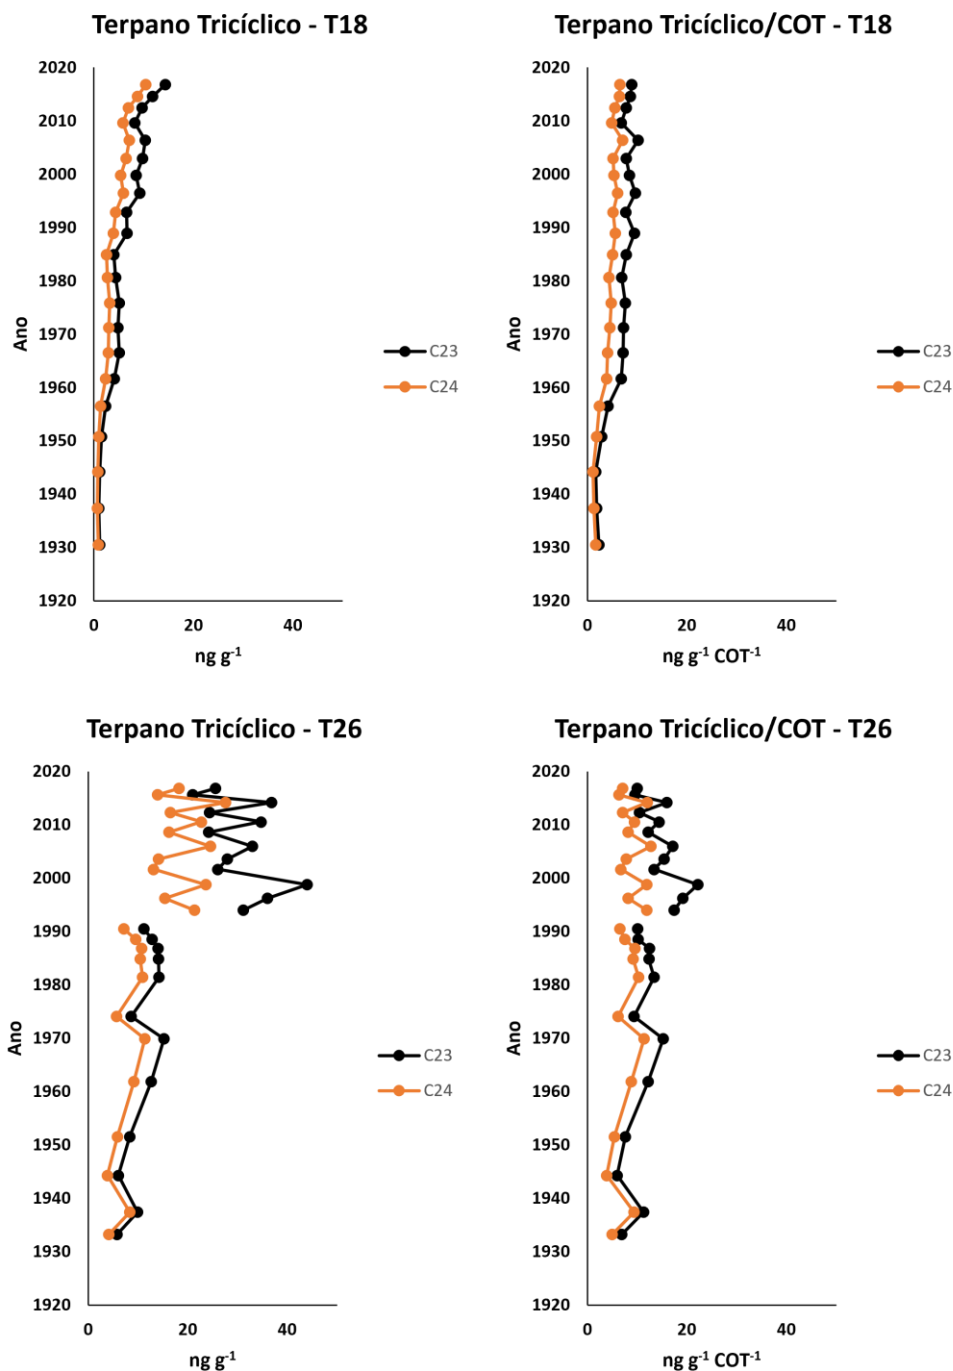 Terpano Tricíclico - T18
2020
2010
2000
1990
1980
1970
1960
1950
1940
1930
1920
Ano
0 20 40
ng g⁻¹
C23
C24
Terpano Tricíclico/COT - T18
2020
2010
2000
1990
1980
1970
1960
1950
1940
1930
1920
Ano
0 20 40
ng g⁻¹ COT⁻¹
C23
C24
Terpano Tricíclico - T26
2020
2010
2000
1990
1980
1970
1960
1950
1940
1930
1920
Ano
0 20 40
ng g⁻¹
C23
C24
Terpano Tricíclico/COT - T26
2020
2010
2000
1990
1980
1970
1960
1950
1940
1930
1920
Ano
0 20 40
ng g⁻¹ COT⁻¹
C23
C24